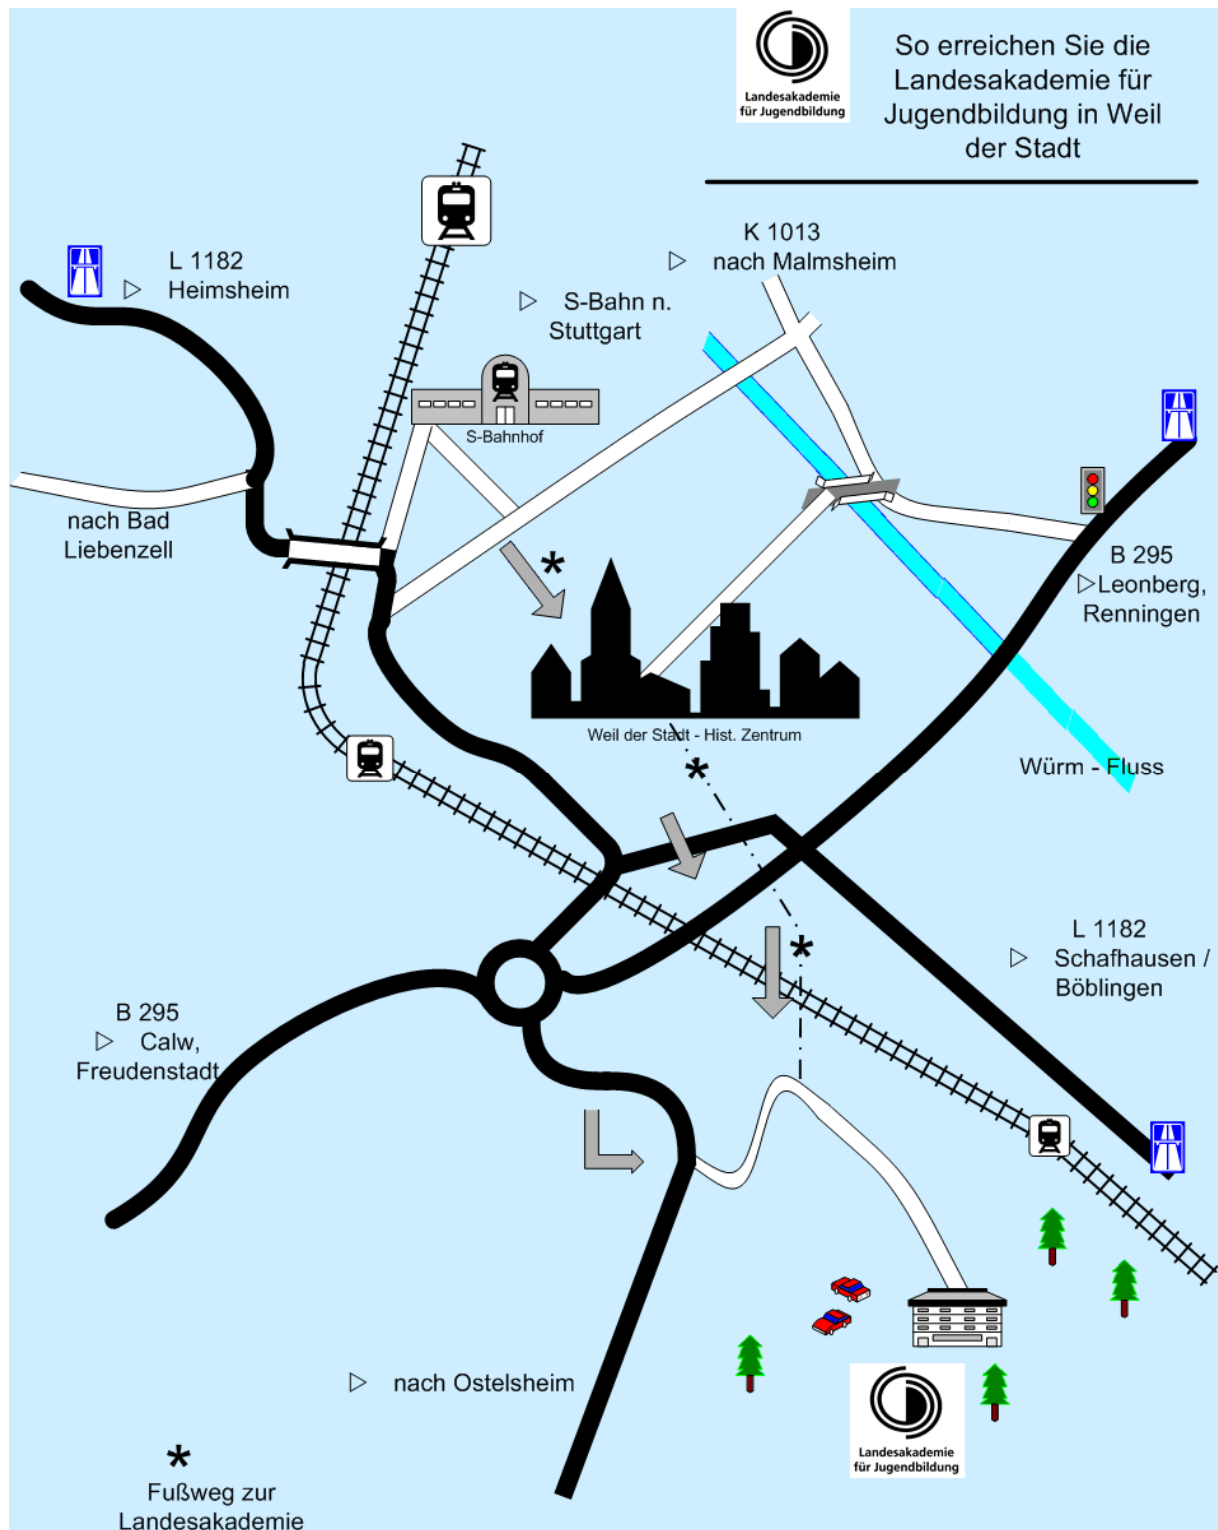 Landesakademie
für Jugendbildung
So erreichen Sie die
Landesakademie für
Jugendbildung in Weil
der Stadt
K 1013
nach Malmsheim
L 1182
Heimsheim
S-Bahn n.
Stuttgart
S-Bahnhof
nach Bad
Liebenzell
B 295
Leonberg,
Renningen
*
Weil der Stadt - Hist. Zentrum
*
Würm - Fluss
L 1182
Schafhausen /
Böblingen
*
B 295
Calw,
Freudenstadt
nach Ostelsheim
Landesakademie
für Jugendbildung
*
Fußweg zur
Landesakademie